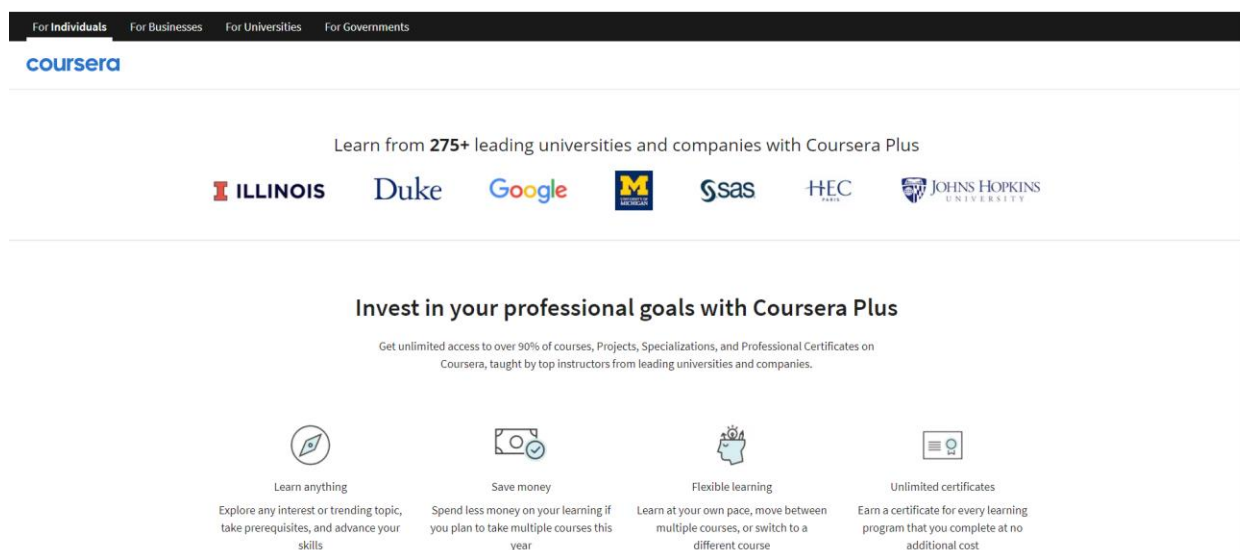 For Individuals For Businesses For Universities For Governments
coursera
Learn from 275+ leading universities and companies with Coursera Plus
I ILLINOIS Duke Google M UNIVERSITY OF MICHIGAN sas HEC PARIS JOHNS HOPKINS UNIVERSITY
Invest in your professional goals with Coursera Plus
Get unlimited access to over 90% of courses, Projects, Specializations, and Professional Certificates on
Coursera, taught by top instructors from leading universities and companies.
Learn anything
Explore any interest or trending topic,
take prerequisites, and advance your
skills
Save money
Spend less money on your learning if
you plan to take multiple courses this
year
Flexible learning
Learn at your own pace, move between
multiple courses, or switch to a
different course
Unlimited certificates
Earn a certificate for every learning
program that you complete at no
additional cost